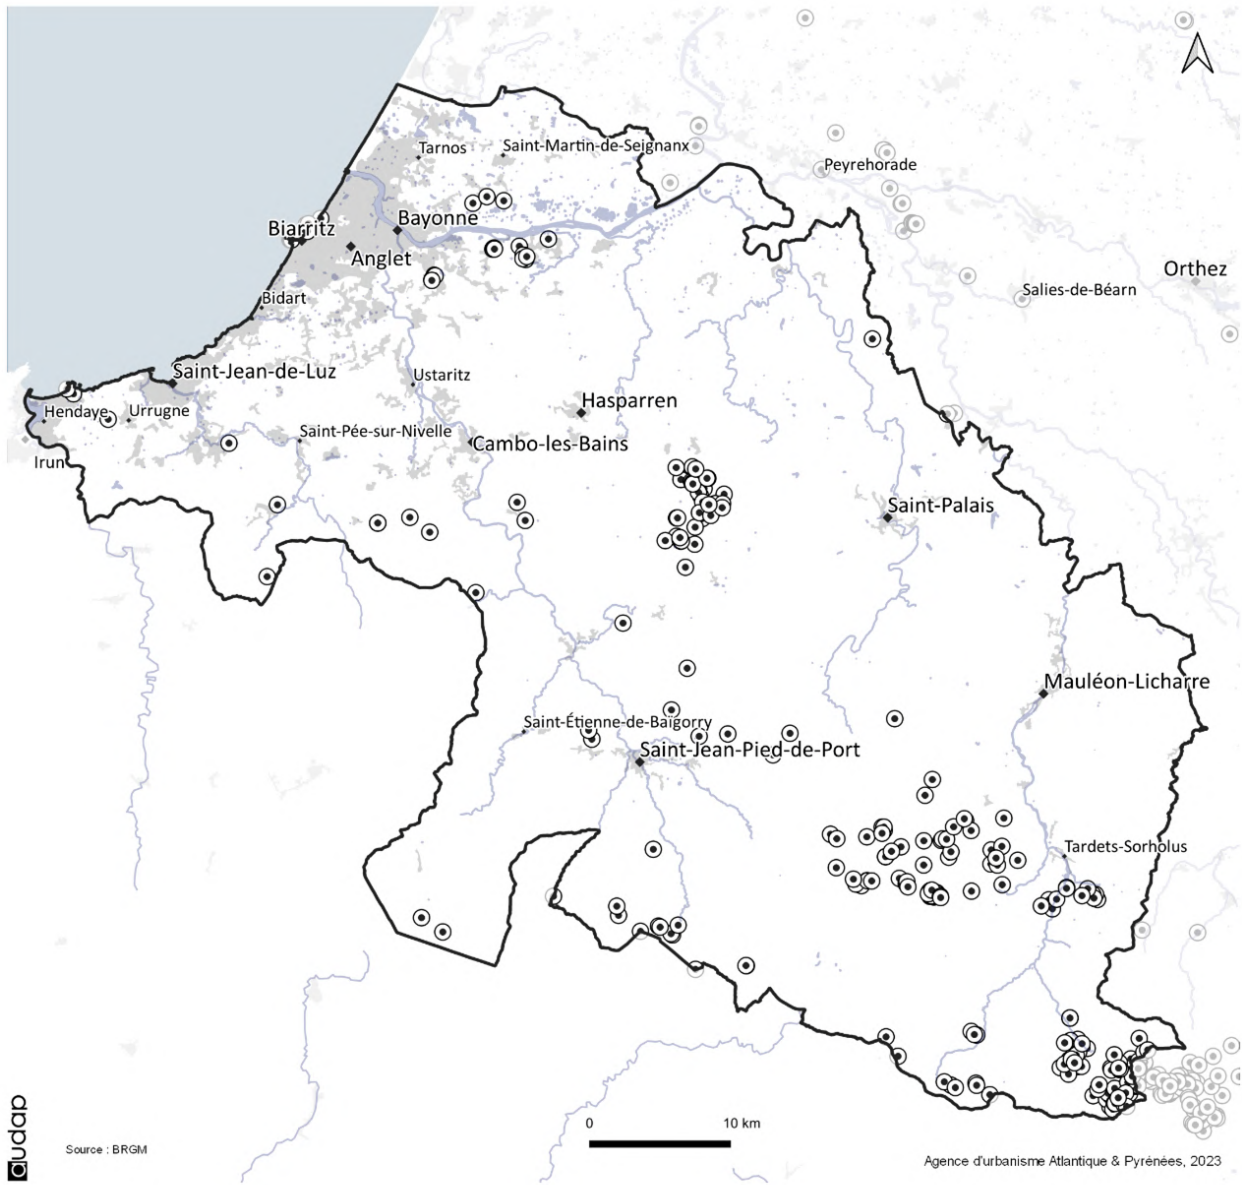 Tarnos
Saint-Martin-de-Seignanx
Peyrehorade
Biarritz
Bayonne
Anglet
Orthez
Salies-de-Béarn
Bidart
Saint-Jean-de-Luz
Ustaritz
Hasparren
Hendaye
Urrugne
Saint-Pée-sur-Nivelle
Cambo-les-Bains
Irun
Saint-Palais
Mauléon-Licharre
Saint-Étienne-de-Baïgorry
Saint-Jean-Pied-de-Port
Tardets-Sorholus
0 10 km
audap
Source : BRGM
Agence d'urbanisme Atlantique & Pyrénées, 2023